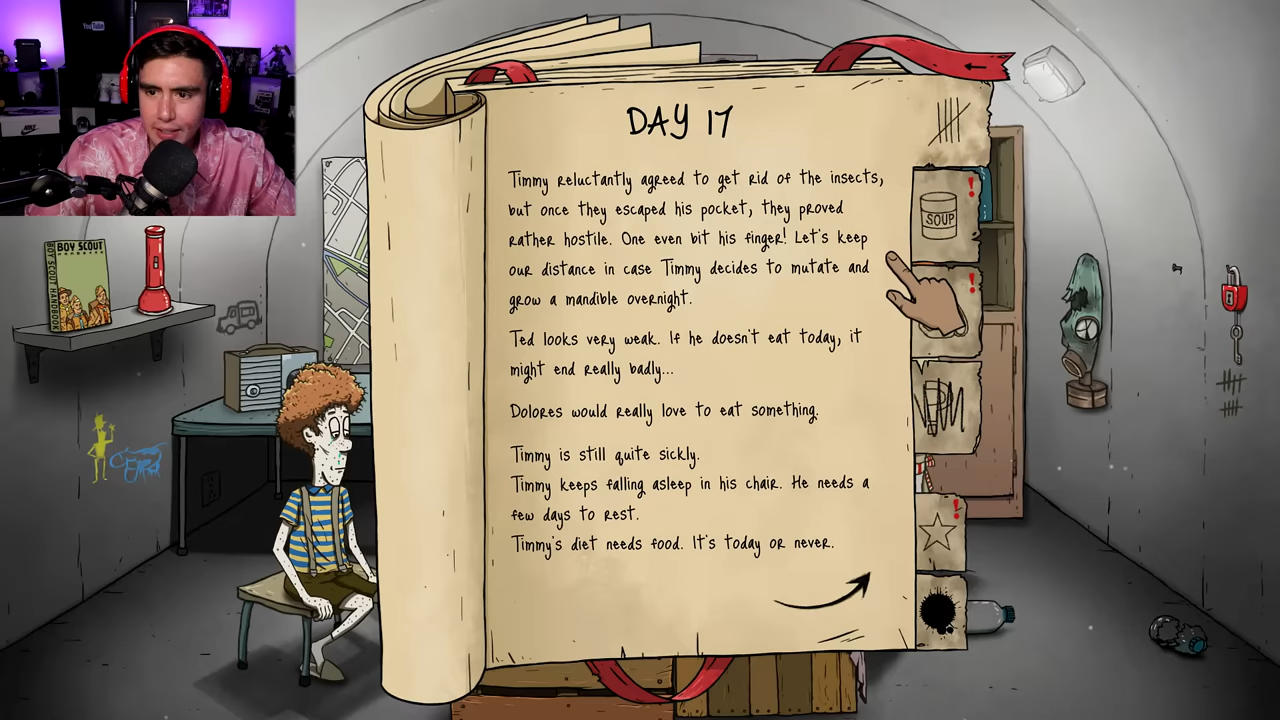 DAY 17
Timmy reluctantly agreed to get rid of the insects,
but once they escaped his pocket, they proved
rather hostile. One even bit his finger! Let's keep
our distance in case Timmy decides to mutate and
grow a mandible overnight.
Ted looks very weak. If he doesn't eat today, it
might end really badly...
Dolores would really love to eat something.
Timmy is still quite sickly.
Timmy keeps falling asleep in his chair. He needs a
few days to rest.
Timmy's diet needs food. It's today or never.
SOUP
!
!
!
BOY SCOUT
BOY SCOUT HANDBOOK
YouTube